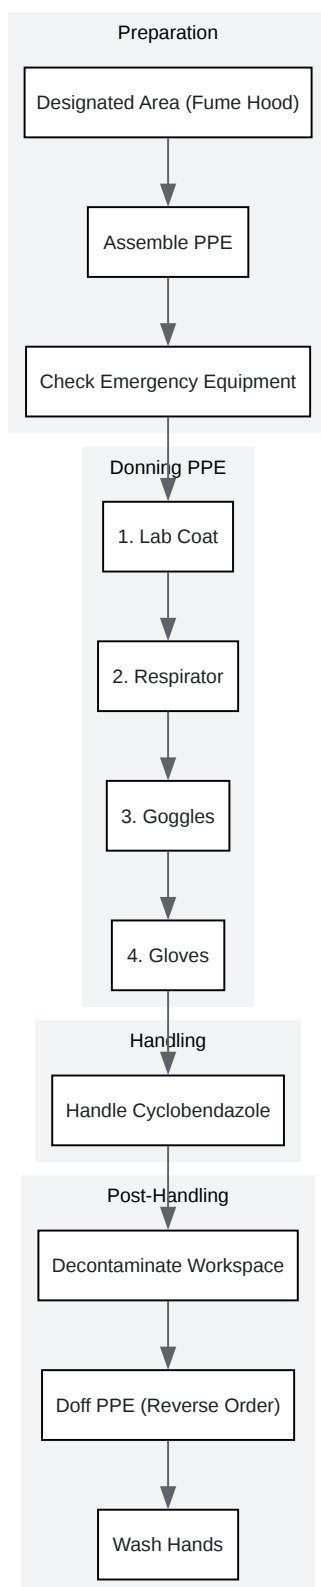 Preparation
Designated Area (Fume Hood)
Assemble PPE
Check Emergency Equipment
Donning PPE
1. Lab Coat
2. Respirator
3. Goggles
4. Gloves
Handling
Handle Cyclobendazole
Post-Handling
Decontaminate Workspace
Doff PPE (Reverse Order)
Wash Hands